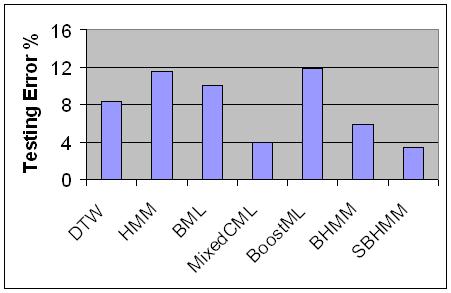 Testing Error %
16
12
8
4
0
DTW
HMM
BML
MixedCML
BoostML
BHMM
SBHMM